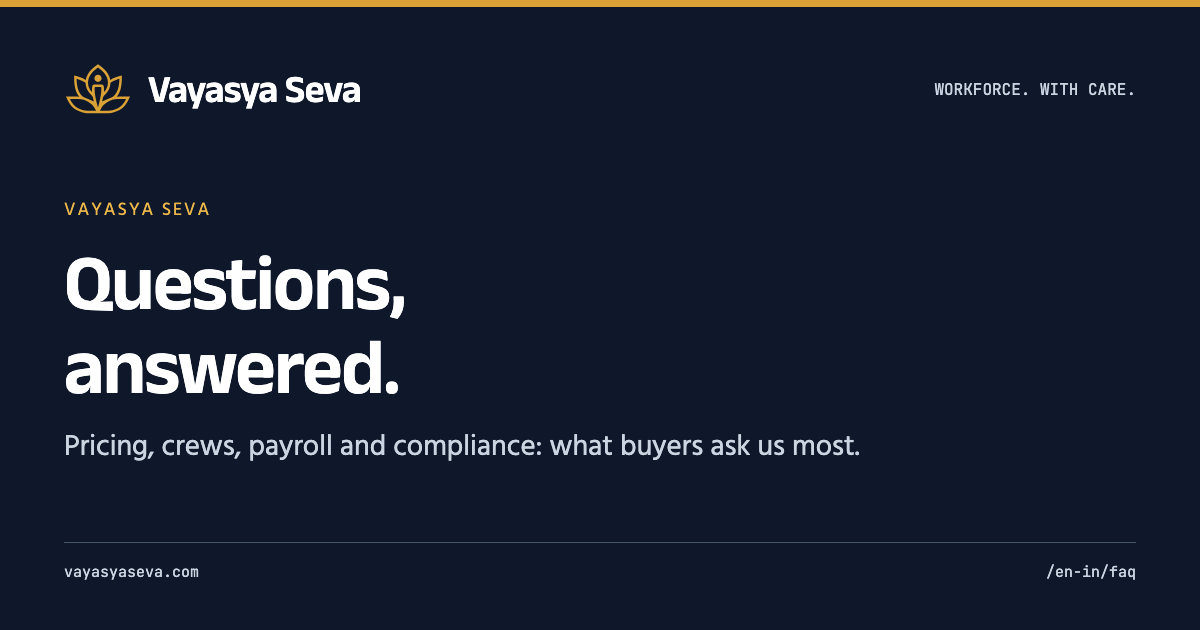 Vayasya Seva
WORKFORCE. WITH CARE.
VAYASYA SEVA
Questions,
answered.
Pricing, crews, payroll and compliance: what buyers ask us most.
vayasyaseva.com
/en-in/faq